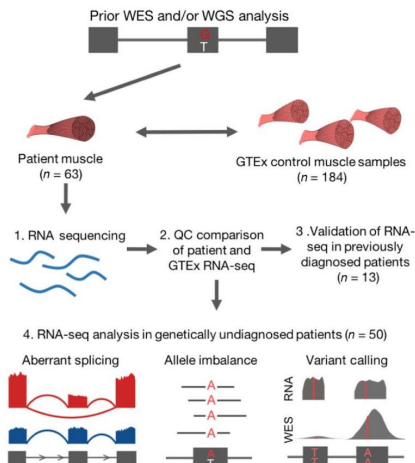 Prior WES and/or WGS analysis
G
T
Patient muscle
(n = 63)
GTEx control muscle samples
(n = 184)
1. RNA sequencing
2. QC comparison
of patient and
GTEx RNA-seq
3 .Validation of RNA-
seq in previously
diagnosed patients
(n = 13)
4. RNA-seq analysis in genetically undiagnosed patients (n = 50)
Aberrant splicing
Allele imbalance
Variant calling
A
A
A
A
A
T
RNA
WES
T
T
A